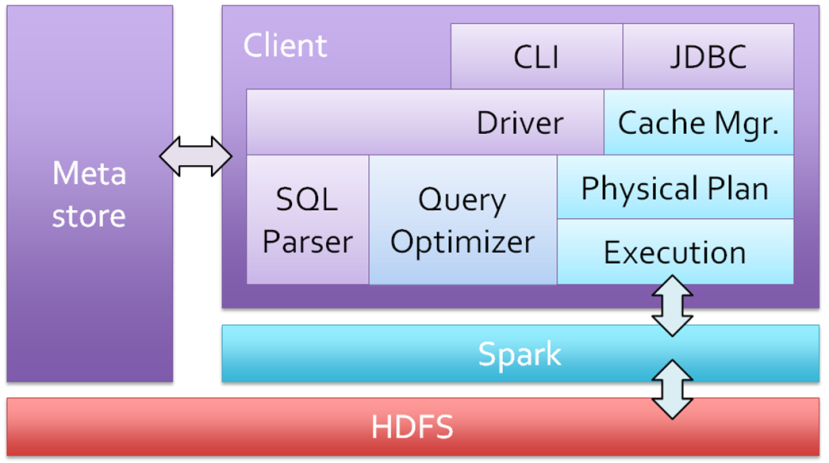 Client
CLI
JDBC
Driver
Cache Mgr.
Meta
store
SQL
Parser
Query
Optimizer
Physical Plan
Execution
Spark
HDFS